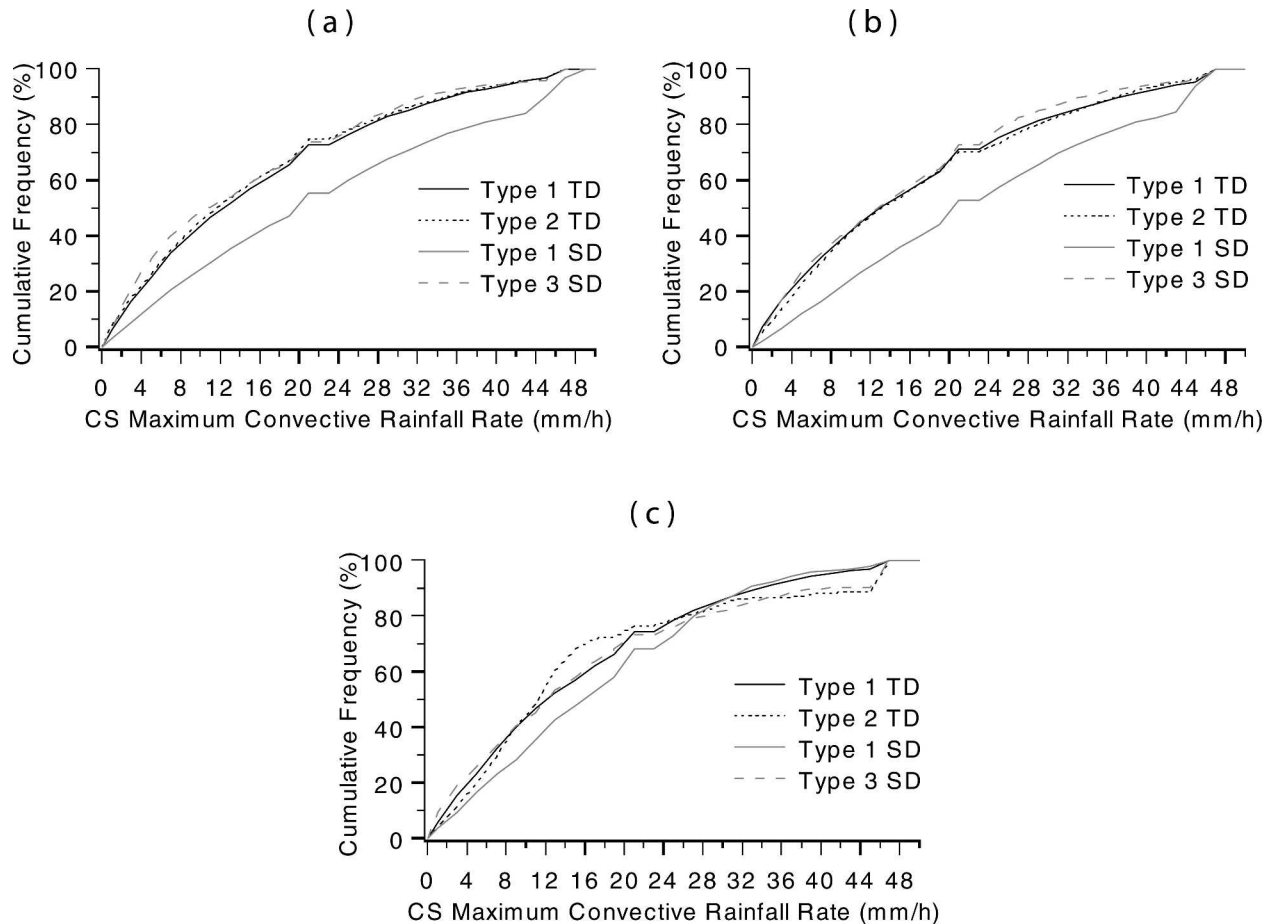 (a)
Cumulative Frequency (%)
100
80
60
40
20
0
Type 1 TD
Type 2 TD
Type 1 SD
Type 3 SD
0 4 8 12 16 20 24 28 32 36 40 44 48
CS Maximum Convective Rainfall Rate (mm/h)
(b)
Cumulative Frequency (%)
100
80
60
40
20
0
Type 1 TD
Type 2 TD
Type 1 SD
Type 3 SD
0 4 8 12 16 20 24 28 32 36 40 44 48
CS Maximum Convective Rainfall Rate (mm/h)
(c)
Cumulative Frequency (%)
100
80
60
40
20
0
Type 1 TD
Type 2 TD
Type 1 SD
Type 3 SD
0 4 8 12 16 20 24 28 32 36 40 44 48
CS Maximum Convective Rainfall Rate (mm/h)